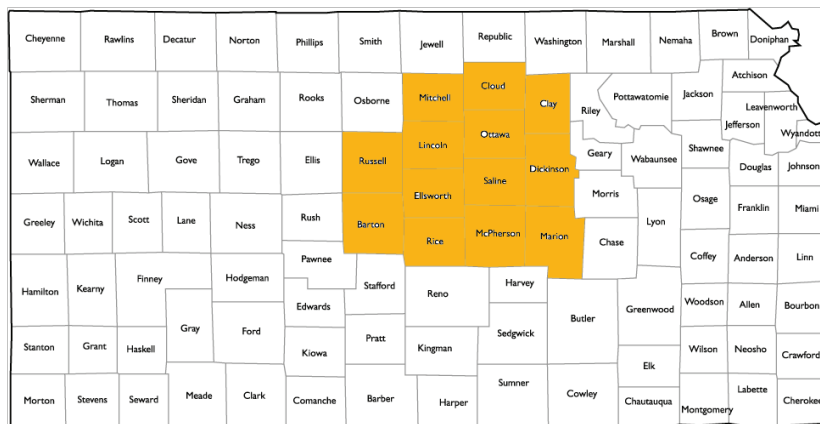 Cheyenne
Rawlins
Decatur
Norton
Phillips
Smith
Jewell
Republic
Washington
Marshall
Nemaha
Brown
Doniphan
Sherman
Thomas
Sheridan
Graham
Rooks
Osborne
Mitchell
Cloud
Clay
Riley
Pottawatomie
Jackson
Atchison
Jefferson
Leavenworth
Wyandott
Wallace
Logan
Gove
Trego
Ellis
Russell
Lincoln
Ottawa
Saline
Dickinson
Geary
Wabaunsee
Shawnee
Douglas
Johnson
Greeley
Wichita
Scott
Lane
Ness
Rush
Barton
Ellsworth
Rice
McPherson
Marion
Morris
Chase
Lyon
Osage
Franklin
Miami
Hamilton
Kearny
Finney
Hodgeman
Pawnee
Stafford
Reno
Harvey
Coffey
Anderson
Linn
Edwards
Gray
Ford
Sedgwick
Butler
Greenwood
Woodson
Allen
Bourbon
Stanton
Grant
Haskell
Kiowa
Pratt
Kingman
Elk
Wilson
Neosho
Crawford
Morton
Stevens
Seward
Meade
Clark
Comanche
Barber
Harper
Sumner
Cowley
Chautauqua
Montgomery
Labette
Cherokee